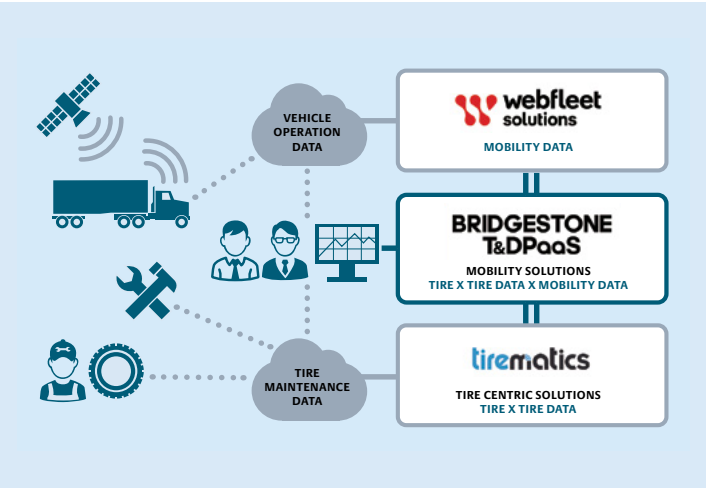 VEHICLE
OPERATION
DATA
webfleet
solutions
MOBILITY DATA
BRIDGESTONE
T&DPaaS
MOBILITY SOLUTIONS
TIRE X TIRE DATA X MOBILITY DATA
TIRE
MAINTENANCE
DATA
tirematics
TIRE CENTRIC SOLUTIONS
TIRE X TIRE DATA